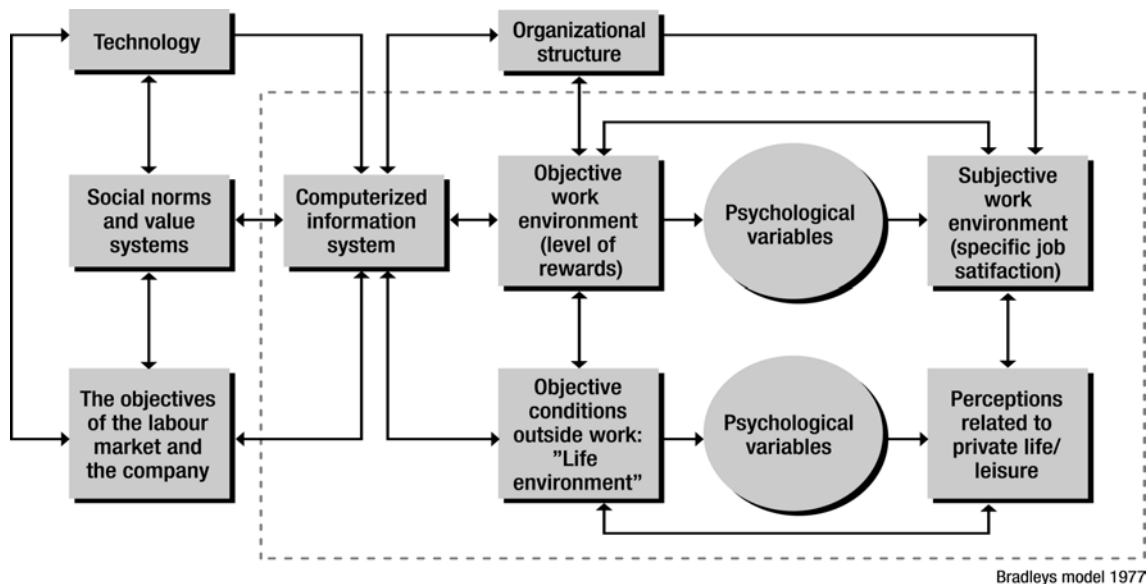 Technology
Organizational
structure
Social norms
and value
systems
Computerized
information
system
Objective
work
environment
(level of
rewards)
Psychological
variables
Subjective
work
environment
(specific job
satifaction)
The objectives
of the labour
market and
the company
Objective
conditions
outside work:
”Life
environment”
Psychological
variables
Perceptions
related to
private life/
leisure
Bradleys model 1977